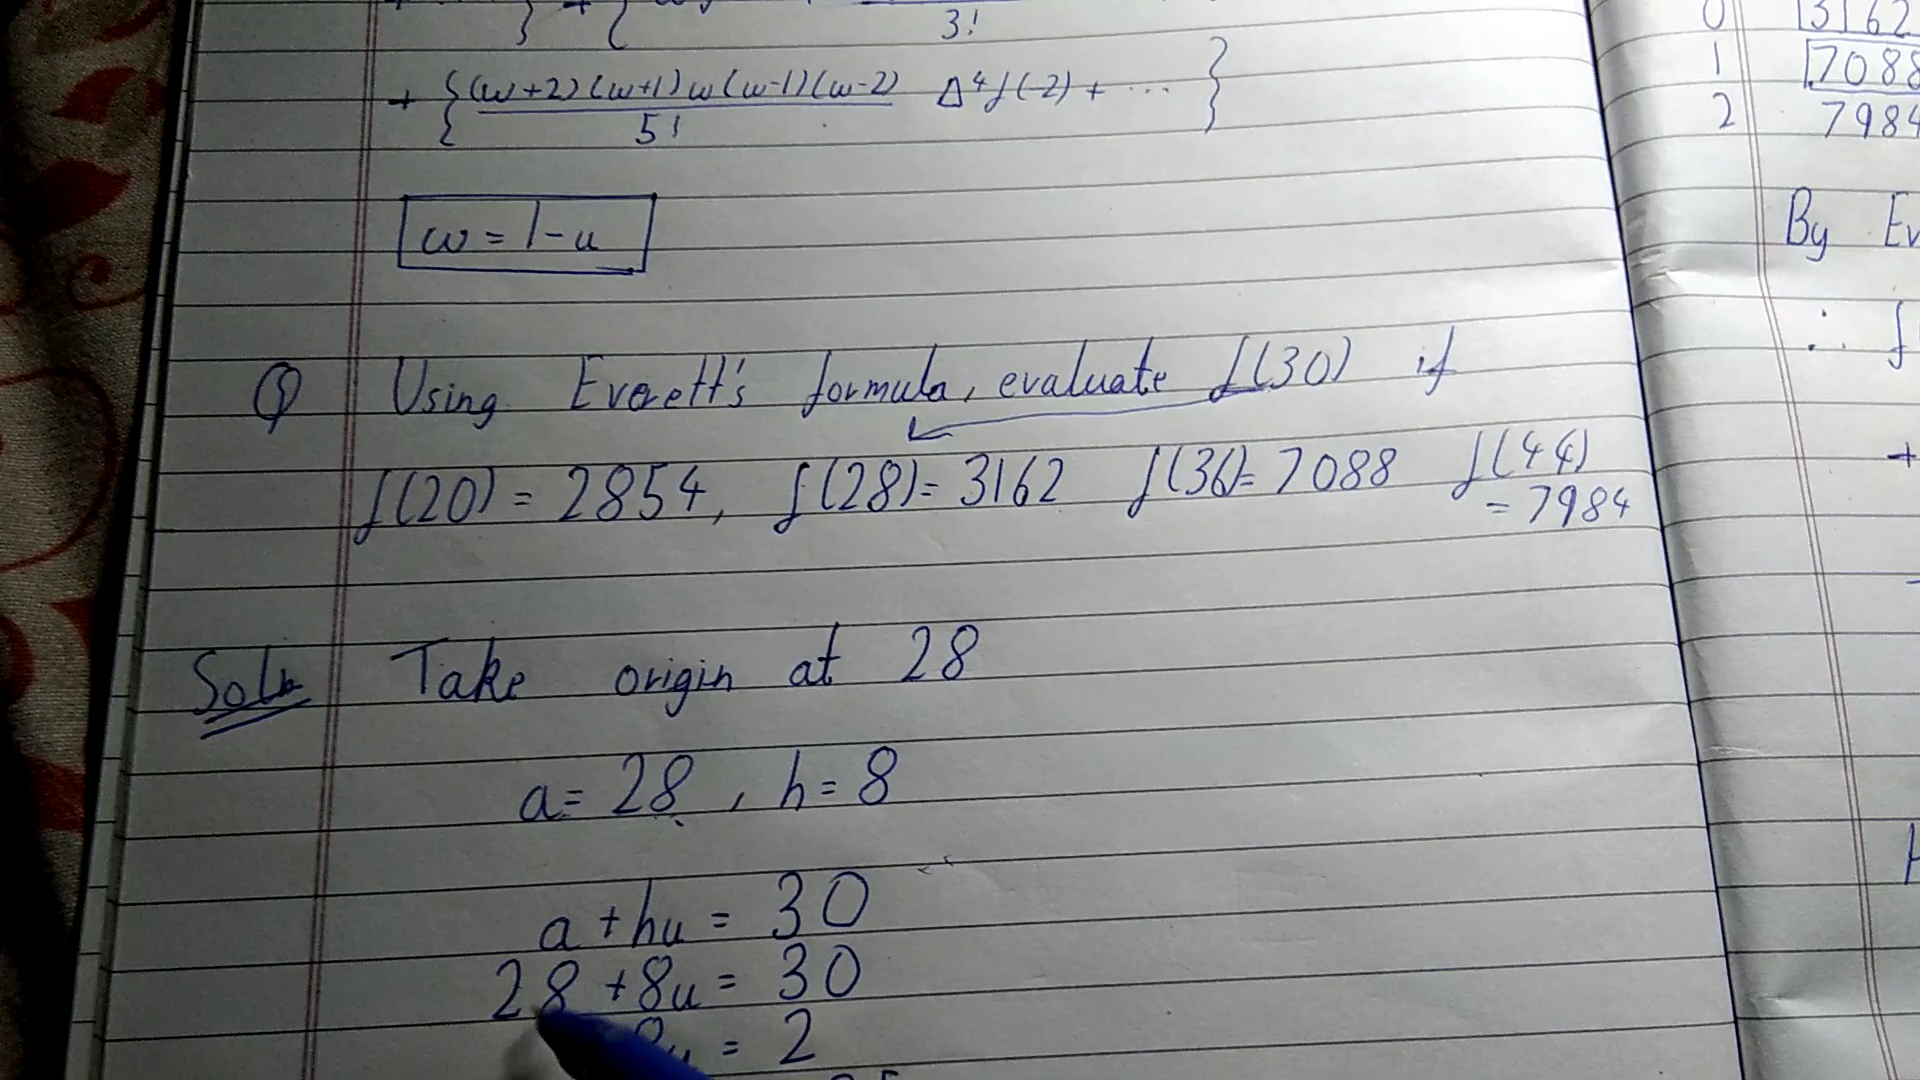 3!
+ { (w+2)(w+1)w(w-1)(w-2) / 5! Δ⁴f(-2) + ... }
w = 1-u
Q Using Everett's formula, evaluate f(30) if
f(20) = 2854, f(28) = 3162 f(36) = 7088 f(44)
= 7984
Soln Take origin at 28
a = 28, h = 8
a + hu = 30
28 + 8u = 30
8u = 2
0 3162
1 7088
2 7984
By
∴ f
+